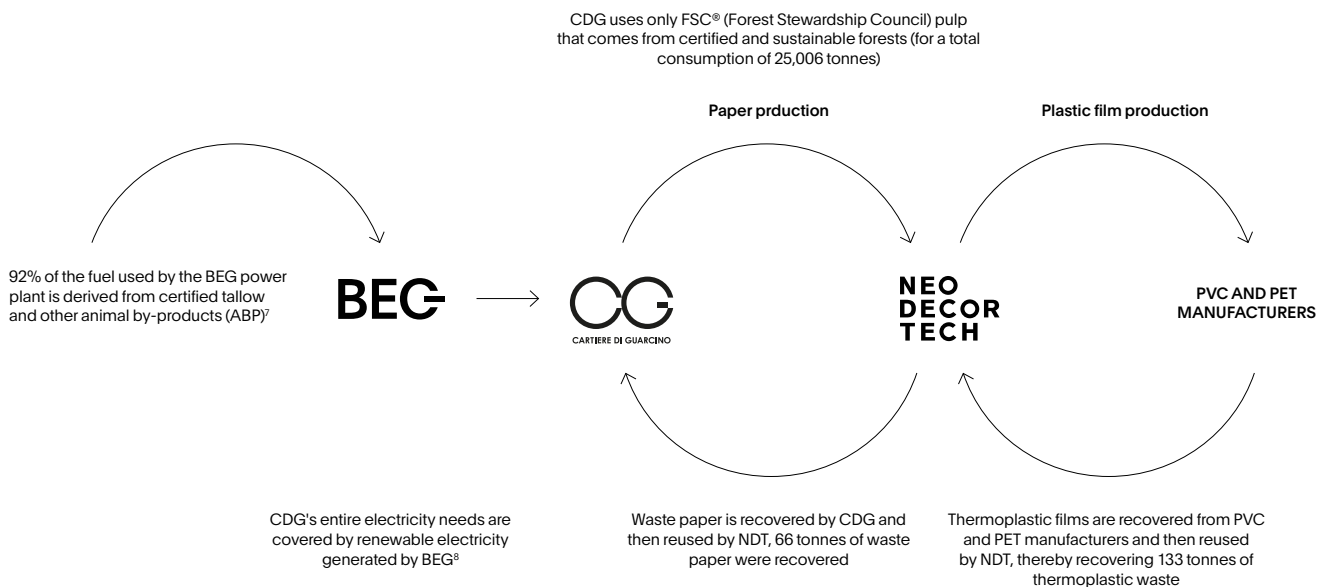 CDG uses only FSC® (Forest Stewardship Council) pulp
that comes from certified and sustainable forests (for a total
consumption of 25,006 tonnes)
Paper prduction
Plastic film production
92% of the fuel used by the BEG power
plant is derived from certified tallow
and other animal by-products (ABP)⁷
BEG
CG
CARTIERE DI GUARCINO
NEO
DECOR
TECH
PVC AND PET
MANUFACTURERS
CDG's entire electricity needs are
covered by renewable electricity
generated by BEG⁸
Waste paper is recovered by CDG and
then reused by NDT, 66 tonnes of waste
paper were recovered
Thermoplastic films are recovered from PVC
and PET manufacturers and then reused
by NDT, thereby recovering 133 tonnes of
thermoplastic waste